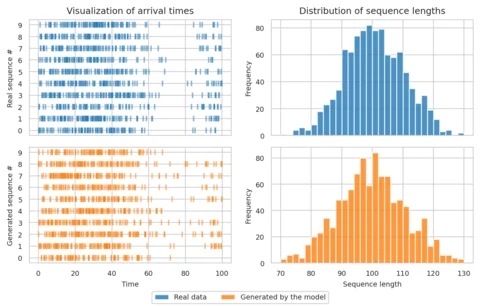 Visualization of arrival times
Distribution of sequence lengths
Real sequence #
9
8
7
6
5
4
3
2
1
0
Frequency
80
60
40
20
0
Generated sequence #
9
8
7
6
5
4
3
2
1
0
0 20 40 60 80 100
Time
Frequency
80
60
40
20
0
70 80 90 100 110 120 130
Sequence length
Real data
Generated by the model